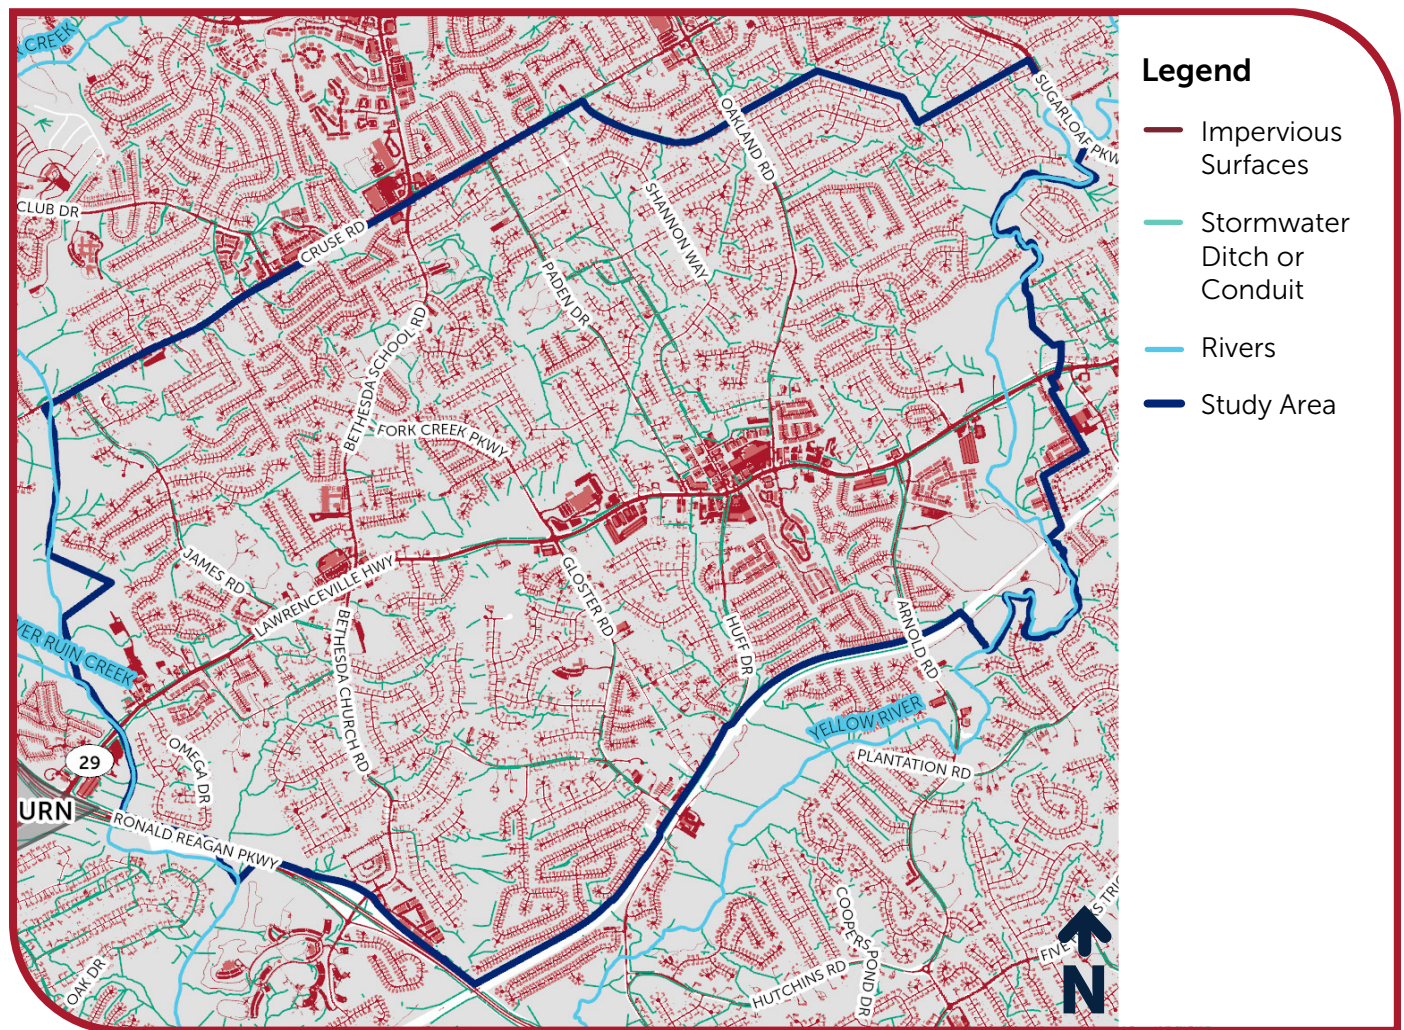 CREEK
Legend
Impervious
Surfaces
Stormwater
Ditch or
Conduit
Rivers
Study Area
SUGARLOAF PKW
OAKLAND RD
SHANNON WAY
CLUB DR
CRUSE RD
PADEN DR
BETHESDA SCHOOL RD
FORK CREEK PKWY
JAMES RD
LAWRENCEVILLE HWY
GLOSTER RD
HUFF DR
ARNOLD RD
BETHESDA CHURCH RD
VER RUIN CREEK
YELLOW RIVER
PLANTATION RD
OMEGA DR
29
URN
RONALD REAGAN PKWY
COOPERS POND DR
HUTCHINS RD
FIVE
S TRI
OAK DR
N